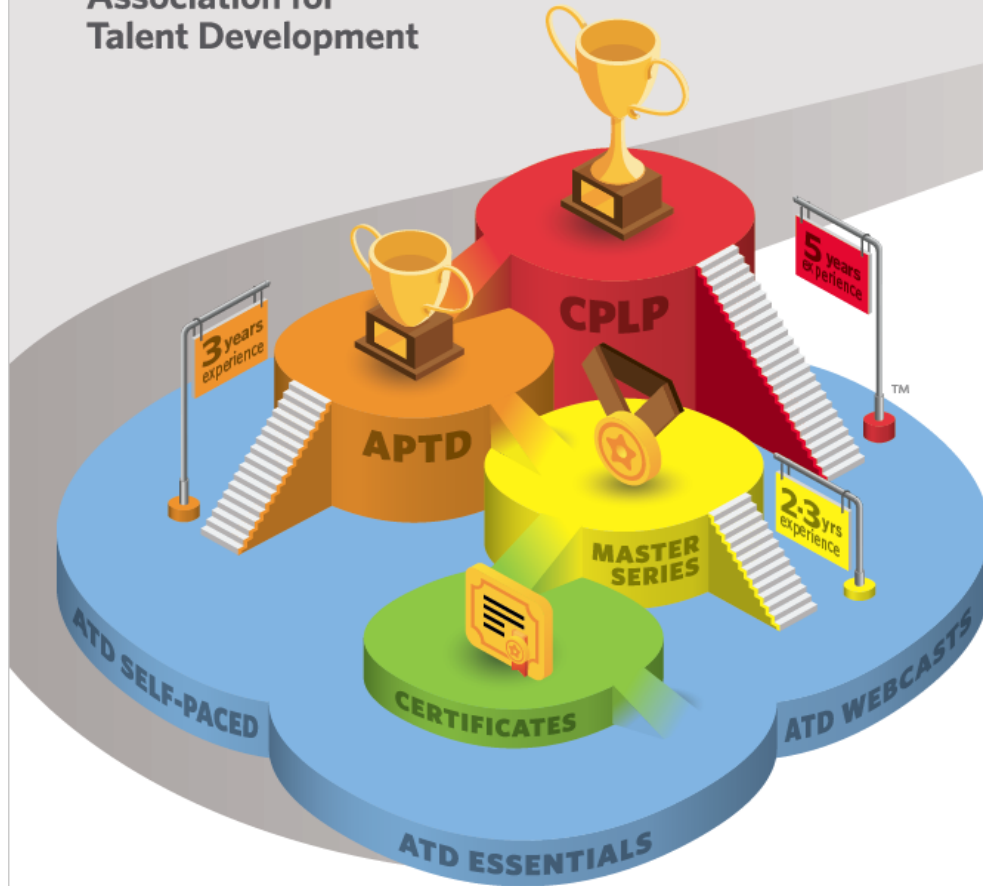 Association for
Talent Development
5 years
experience
CPLP
3 years
experience
™
APTD
2-3 yrs
experience
MASTER
SERIES
CERTIFICATES
ATD SELF-PACED
ATD WEBCASTS
ATD ESSENTIALS